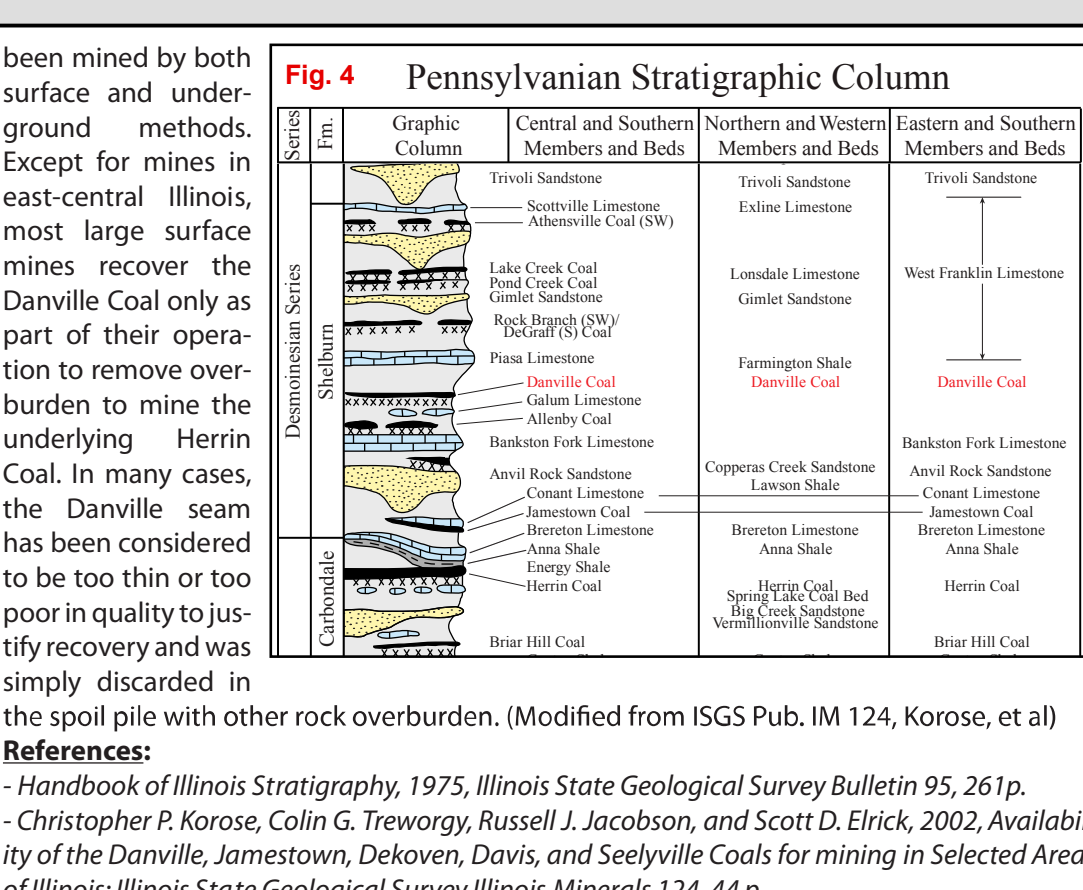 been mined by both
surface and under-
ground methods.
Except for mines in
east-central Illinois,
most large surface
mines recover the
Danville Coal only as
part of their opera-
tion to remove over-
burden to mine the
underlying Herrin
Coal. In many cases,
the Danville seam
has been considered
to be too thin or too
poor in quality to jus-
tify recovery and was
simply discarded in
the spoil pile with other rock overburden. (Modified from ISGS Pub. IM 124, Korose, et al)
References:
- Handbook of Illinois Stratigraphy, 1975, Illinois State Geological Survey Bulletin 95, 261p.
- Christopher P. Korose, Colin G. Treworgy, Russell J. Jacobson, and Scott D. Elrick, 2002, Availabil
ity of the Danville, Jamestown, Dekoven, Davis, and Seelyville Coals for mining in Selected Area
of Illinois: Illinois State Geological Survey Illinois Minerals 124, 44 p.
Fig. 4
Pennsylvanian Stratigraphic Column
Series
Fm.
Graphic
Column
Central and Southern
Members and Beds
Northern and Western
Members and Beds
Eastern and Southern
Members and Beds
Desmoinesian Series
Shelburn
Carbondale
Trivoli Sandstone
Scottville Limestone
Athensville Coal (SW)
Lake Creek Coal
Pond Creek Coal
Gimlet Sandstone
Rock Branch (SW)/
DeGraff (S) Coal
Piasa Limestone
Danville Coal
Galum Limestone
Allenby Coal
Bankston Fork Limestone
Anvil Rock Sandstone
Conant Limestone
Jamestown Coal
Brereton Limestone
Anna Shale
Energy Shale
Herrin Coal
Briar Hill Coal
Trivoli Sandstone
Exline Limestone
Lonsdale Limestone
Gimlet Sandstone
Farmington Shale
Danville Coal
Copperas Creek Sandstone
Lawson Shale
Brereton Limestone
Anna Shale
Herrin Coal
Spring Lake Coal Bed
Big Creek Sandstone
Vermillionville Sandstone
Trivoli Sandstone
West Franklin Limestone
Danville Coal
Bankston Fork Limestone
Anvil Rock Sandstone
Conant Limestone
Jamestown Coal
Brereton Limestone
Anna Shale
Herrin Coal
Briar Hill Coal